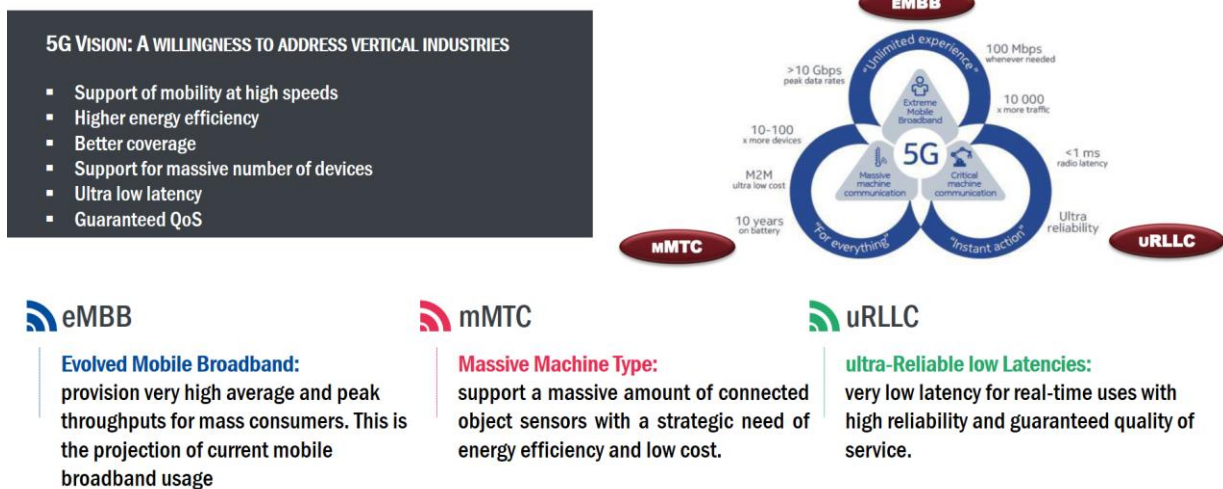 5G VISION: A WILLINGNESS TO ADDRESS VERTICAL INDUSTRIES
▪ Support of mobility at high speeds
▪ Higher energy efficiency
▪ Better coverage
▪ Support for massive number of devices
▪ Ultra low latency
▪ Guaranteed QoS
EMBB
"Unlimited experience"
>10 Gbps
peak data rates
100 Mbps
whenever needed
10 000
x more traffic
Extreme
Mobile
Broadband
10-100
x more devices
5G
<1 ms
radio latency
M2M
ultra low cost
Massive
machine
communication
Critical
machine
communication
10 years
on battery
Ultra
reliability
"For everything"
"Instant action"
MMTC
URLLC
eMBB
Evolved Mobile Broadband:
provision very high average and peak
throughputs for mass consumers. This is
the projection of current mobile
broadband usage
mMTC
Massive Machine Type:
support a massive amount of connected
object sensors with a strategic need of
energy efficiency and low cost.
uRLLC
ultra-Reliable low Latencies:
very low latency for real-time uses with
high reliability and guaranteed quality of
service.